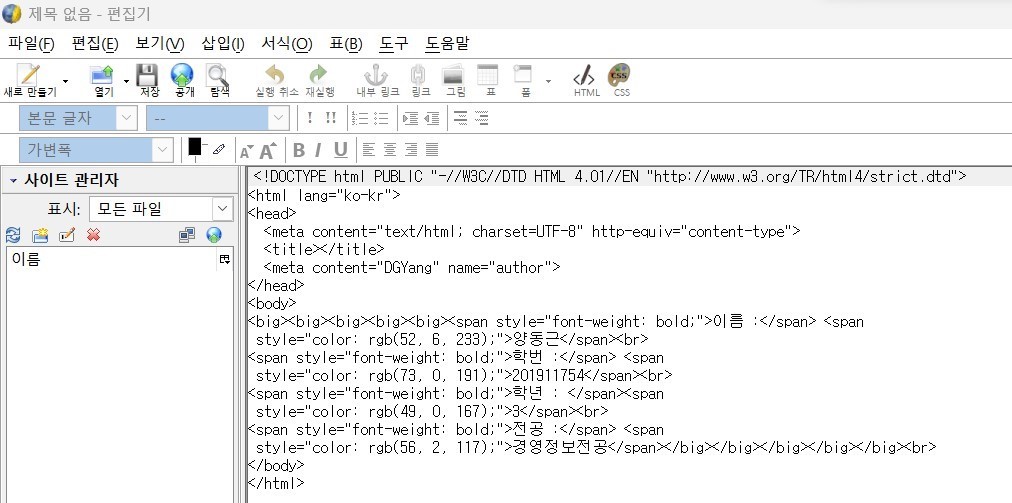 제목 없음 - 편집기
파일(F) 편집(E) 보기(V) 삽입(I) 서식(O) 표(B) 도구 도움말
새로 만들기 열기 저장 공개 탐색 실행 취소 재실행 내부 링크 링크 그림 표 폼 HTML CSS
본문 글자 -- ! !!
가변폭 A A B I U
사이트 관리자
표시: 모든 파일
이름
<!DOCTYPE html PUBLIC "-//W3C//DTD HTML 4.01//EN "http://www.w3.org/TR/html4/strict.dtd">
<html lang="ko-kr">
<head>
<meta content="text/html; charset=UTF-8" http-equiv="content-type">
<title></title>
<meta content="DGYang" name="author">
</head>
<body>
<big><big><big><big><big><span style="font-weight: bold;">이름 :</span> <span
style="color: rgb(52, 6, 233);">양동근</span><br>
<span style="font-weight: bold;">학번 :</span> <span
style="color: rgb(73, 0, 191);">201911754</span><br>
<span style="font-weight: bold;">학년 : </span><span
style="color: rgb(49, 0, 167);">3</span><br>
<span style="font-weight: bold;">전공 :</span> <span
style="color: rgb(56, 2, 117);">경영정보전공</span></big></big></big></big></big><br>
</body>
</html>